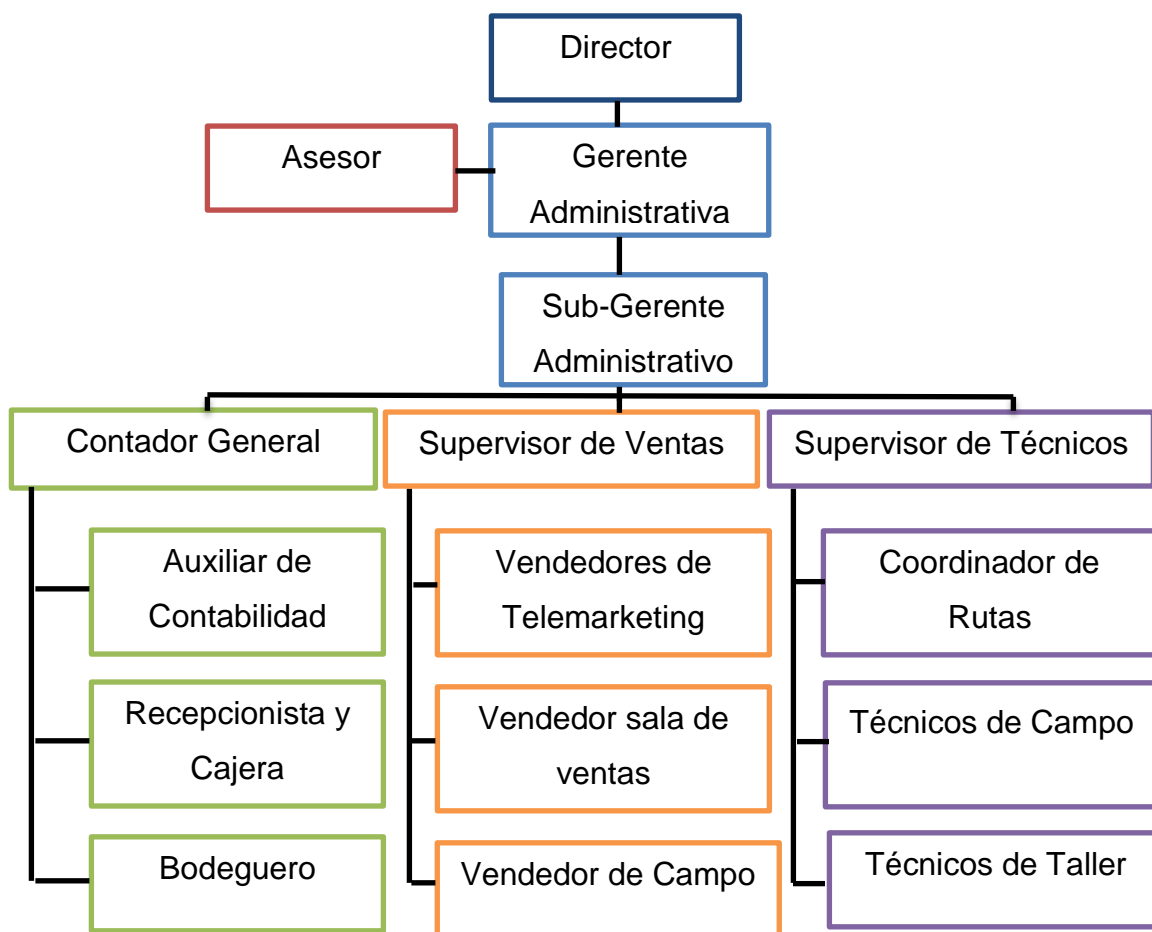 Director
Asesor
Gerente
Administrativa
Sub-Gerente
Administrativo
Contador General
Supervisor de Ventas
Supervisor de Técnicos
Auxiliar de
Contabilidad
Vendedores de
Telemarketing
Coordinador de
Rutas
Recepcionista y
Cajera
Vendedor sala de
ventas
Técnicos de Campo
Bodeguero
Vendedor de Campo
Técnicos de Taller